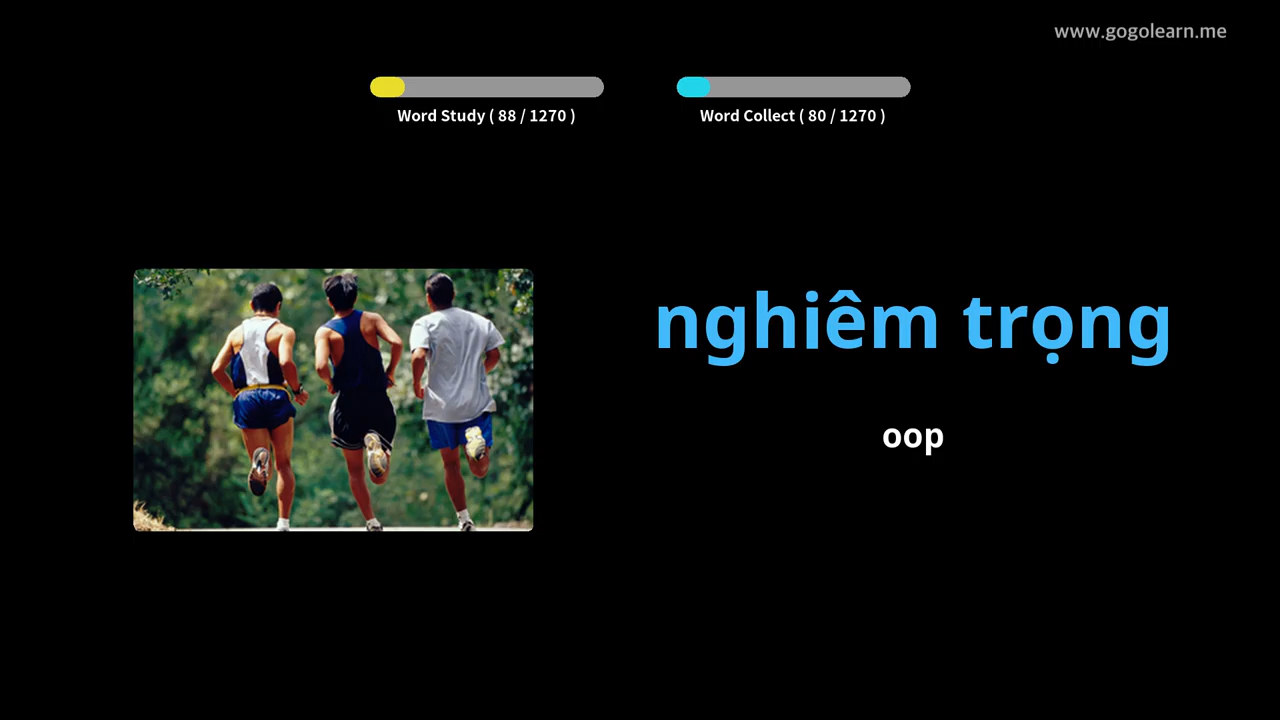 www.gogolearn.me
Word Study ( 88 / 1270 )
Word Collect ( 80 / 1270 )
nghiêm trọng
oop